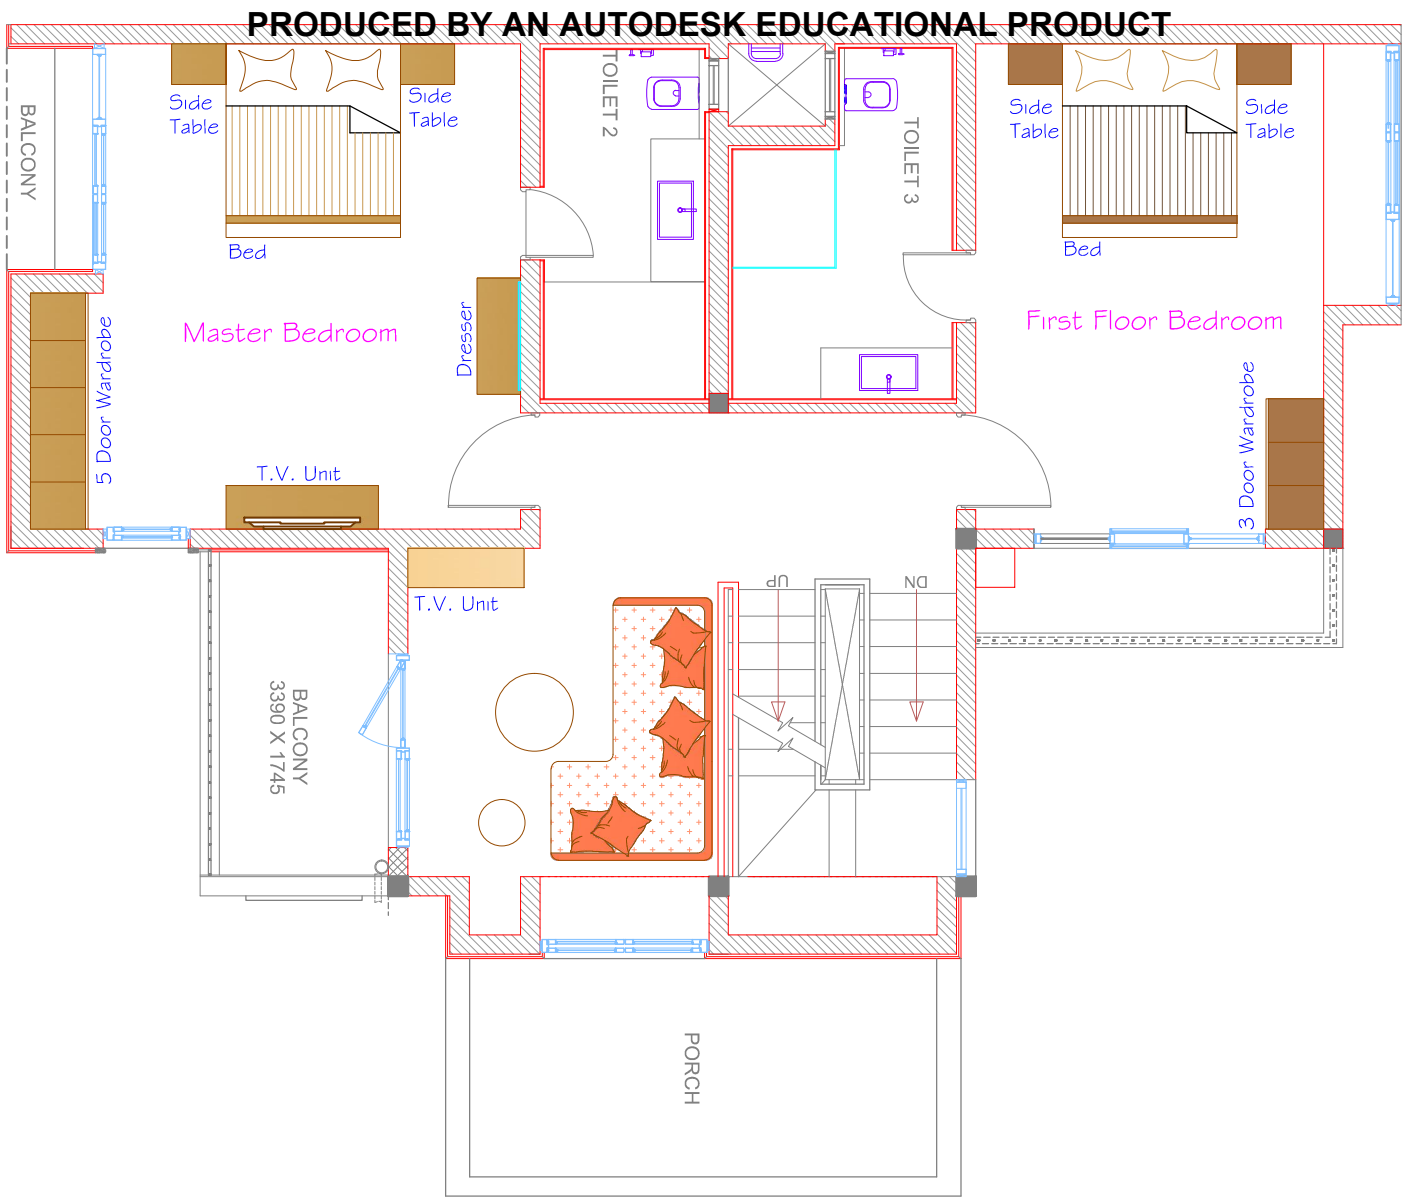 PRODUCED BY AN AUTODESK EDUCATIONAL PRODUCT
BALCONY
Side
Table
Side
Table
TOILET 2
TOILET 3
Side
Table
Side
Table
Bed
Bed
Master Bedroom
Dresser
First Floor Bedroom
5 Door Wardrobe
3 Door Wardrobe
T.V. Unit
T.V. Unit
UP
DN
BALCONY
3390 X 1745
PORCH